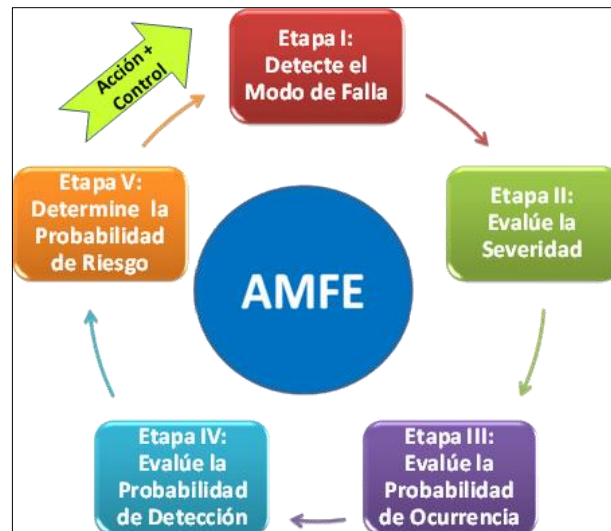 Etapa I:
Detecte el
Modo de Falla
Acción +
Control
Etapa II:
Evalúe la
Severidad
Etapa V:
Determine la
Probabilidad
de Riesgo
AMFE
Etapa IV:
Evalúe la
Probabilidad
de Detección
Etapa III:
Evalúe la
Probabilidad
de Ocurrencia